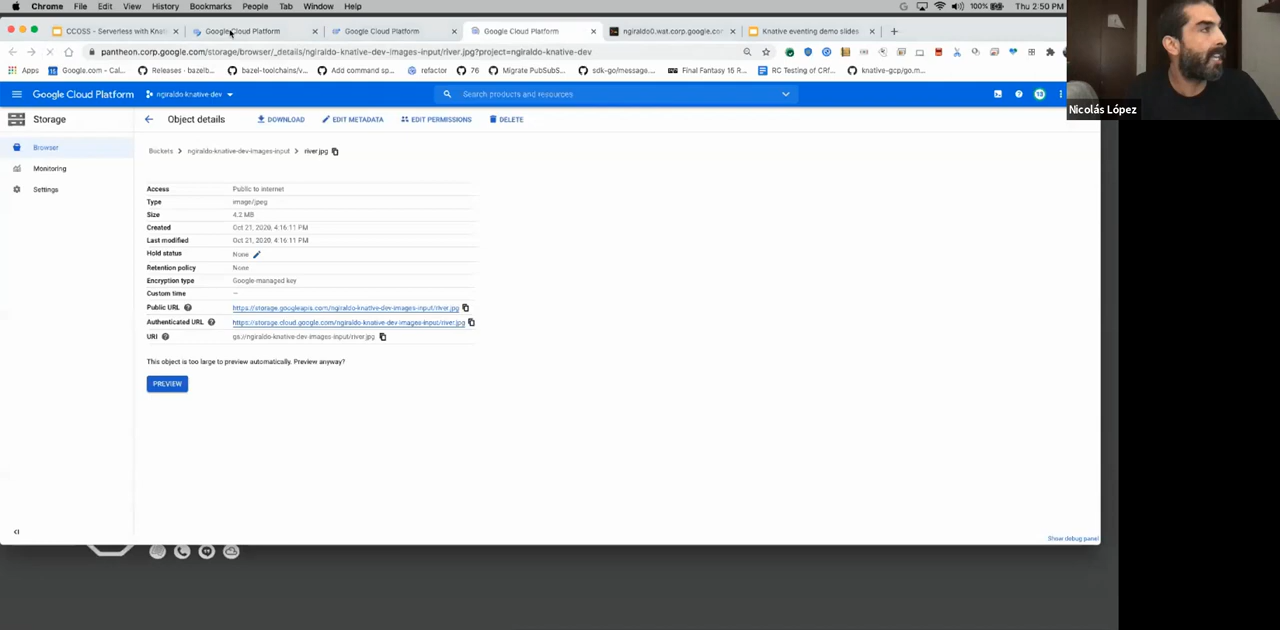 Chrome File Edit View History Bookmarks People Tab Window Help 100% Thu 2:50 PM
CCOSS - Serverless with Knati Google Cloud Platform Google Cloud Platform Google Cloud Platform ngiraldo0.wat.corp.google.com Knative eventing demo slides
pantheon.corp.google.com/storage/browser/_details/ngiraldo-knative-dev-images-input/river.jpg?project=ngiraldo-knative-dev
Apps Google.com - Cal... Releases · bazelb... bazel-toolchains/v... Add command sp... refactor 76 Migrate PubSubS... sdk-go/message.... Final Fantasy 15 R... RC Testing of CRf... knative-gcp/go.m...
Google Cloud Platform ngiraldo knative dev Search products and resources
Nicolás López
Storage Object details DOWNLOAD EDIT METADATA EDIT PERMISSIONS DELETE
Browser
Monitoring
Settings
Buckets > ngiraldo-knative-dev-images-input > river.jpg
Access Public to internet
Type image/jpeg
Size 4.2 MB
Created Oct 21, 2020, 4:16:11 PM
Last modified Oct 21, 2020, 4:16:11 PM
Hold status None
Retention policy None
Encryption type Google-managed key
Custom time —
Public URL https://storage.googleapis.com/ngiraldo-knative-dev-images-input/river.jpg
Authenticated URL https://storage.cloud.google.com/ngiraldo-knative-dev-images-input/river.jpg
URI gs://ngiraldo-knative-dev-images-input/river.jpg
This object is too large to preview automatically. Preview anyway?
PREVIEW
Show debug panel